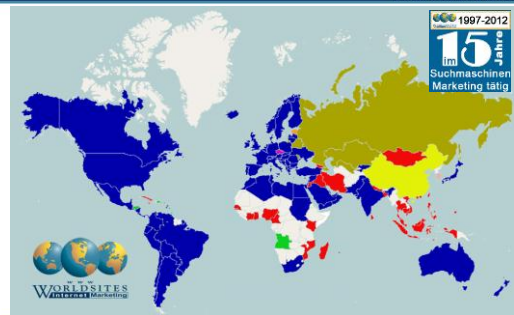 1997-2012
im 15 Jahre
Suchmaschinen
Marketing tätig
W W W
WORLDSITES
Internet Marketing